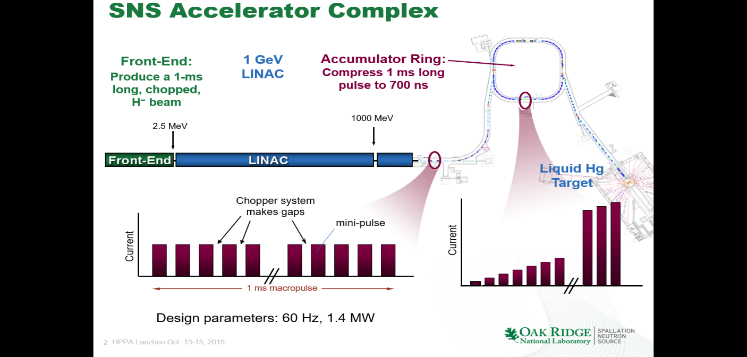 SNS Accelerator Complex
Front-End:
Produce a 1-ms
long, chopped,
H⁻ beam
1 GeV
LINAC
Accumulator Ring:
Compress 1 ms long
pulse to 700 ns
2.5 MeV
1000 MeV
Front-End
LINAC
Liquid Hg
Target
Chopper system
makes gaps
mini-pulse
Current
1 ms macropulse
Current
Design parameters: 60 Hz, 1.4 MW
2 HPPA Lanzhou Oct. 13-15, 2015
OAK RIDGE
National Laboratory
SPALLATION
NEUTRON
SOURCE